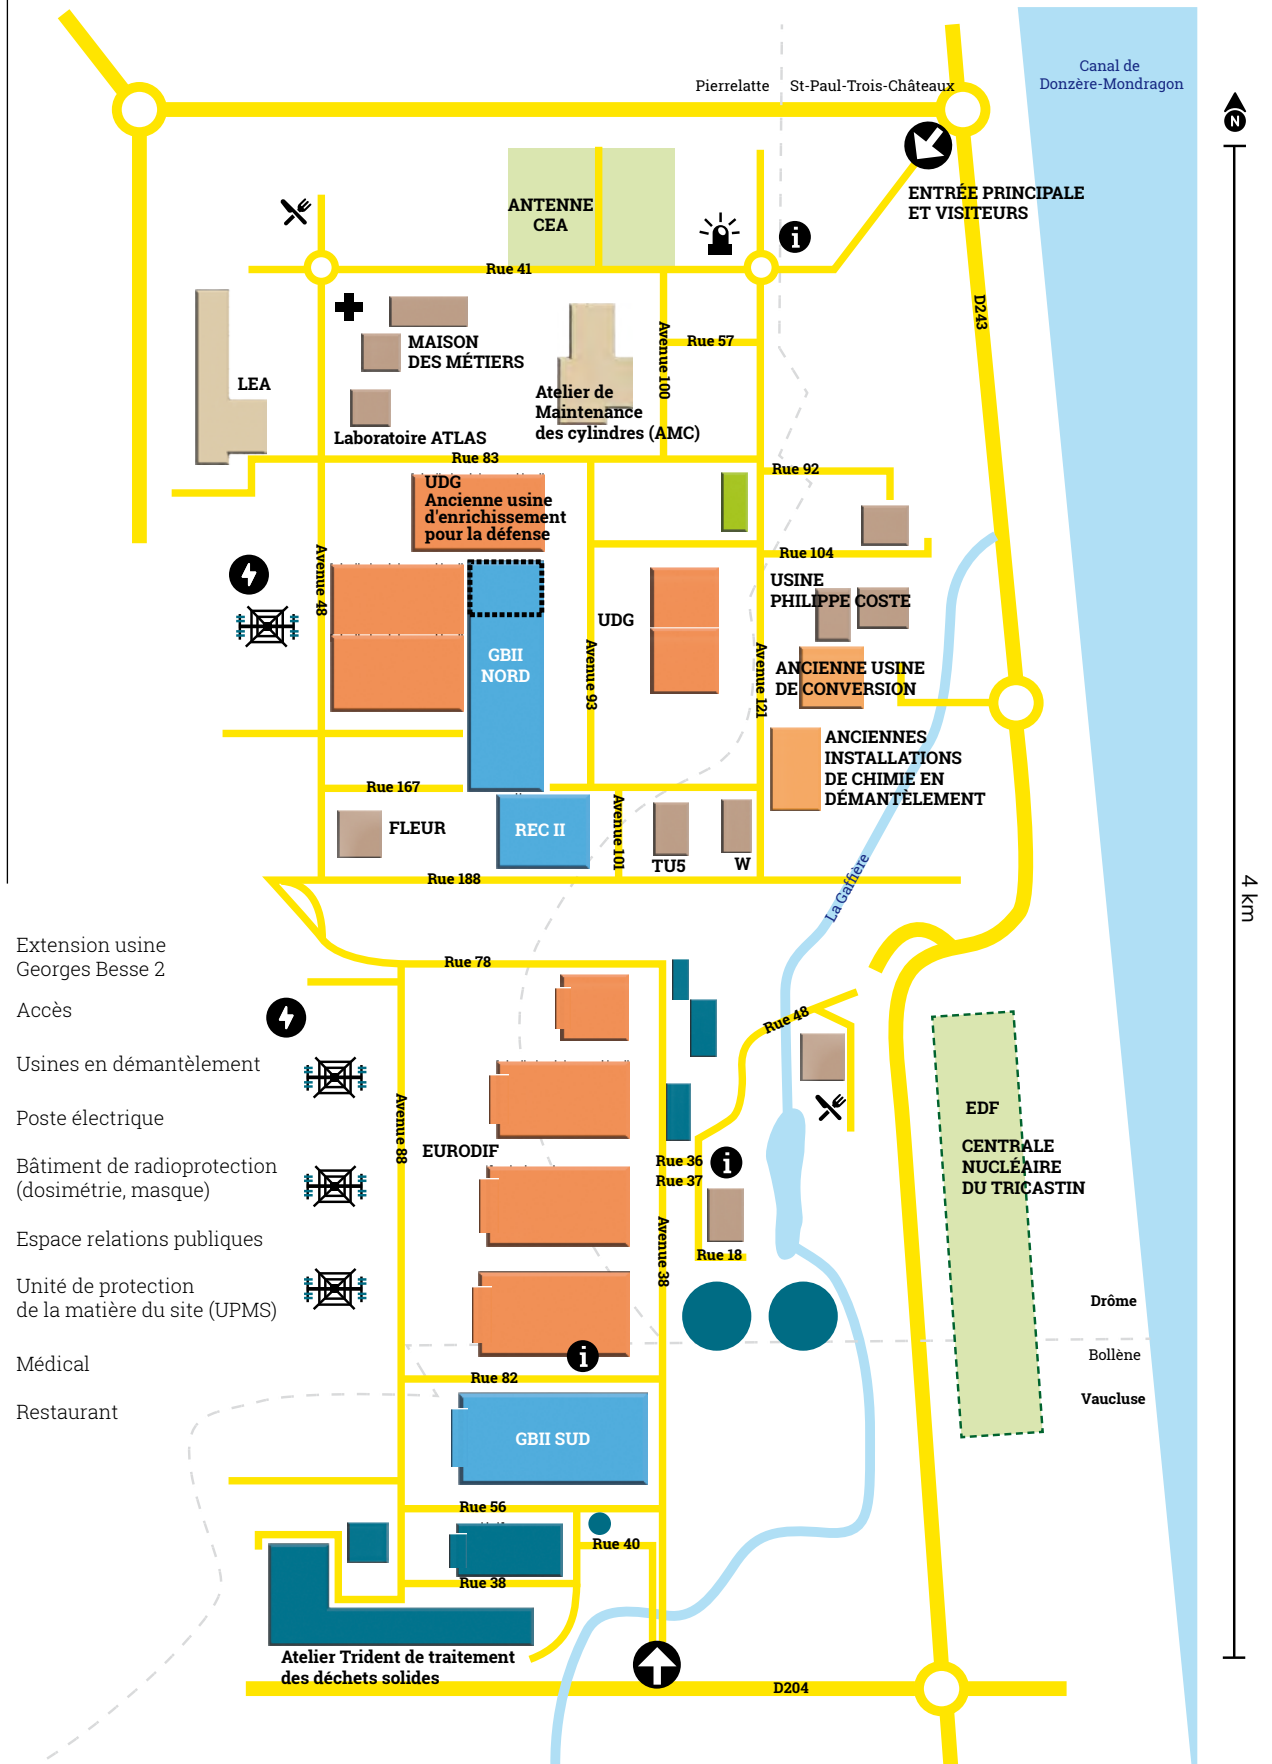 Canal de
Donzère-Mondragon
Pierrelatte
St-Paul-Trois-Châteaux
N
ENTRÉE PRINCIPALE
ET VISITEURS
ANTENNE
CEA
i
Rue 41
D243
MAISON
DES MÉTIERS
Avenue 100
Rue 57
LEA
Atelier de
Maintenance
des cylindres (AMC)
Laboratoire ATLAS
Rue 83
Rue 92
UDG
Ancienne usine
d'enrichissement
pour la défense
Avenue 48
Rue 104
USINE
PHILIPPE COSTE
UDG
GBII
NORD
Avenue 93
Avenue 121
ANCIENNE USINE
DE CONVERSION
ANCIENNES
INSTALLATIONS
DE CHIMIE EN
DÉMANTÈLEMENT
Rue 167
FLEUR
REC II
Avenue 101
TU5
W
Rue 188
La Gaffière
4 km
Extension usine
Georges Besse 2
Accès
Usines en démantèlement
Poste électrique
Bâtiment de radioprotection
(dosimétrie, masque)
Espace relations publiques
Unité de protection
de la matière du site (UPMS)
Médical
Restaurant
Rue 78
Rue 48
Avenue 88
EURODIF
EDF
CENTRALE
NUCLÉAIRE
DU TRICASTIN
Rue 36
i
Rue 37
Avenue 38
Rue 18
Drôme
Bollène
Vaucluse
i
Rue 82
GBII SUD
Rue 56
Rue 40
Rue 38
Atelier Trident de traitement
des déchets solides
D204